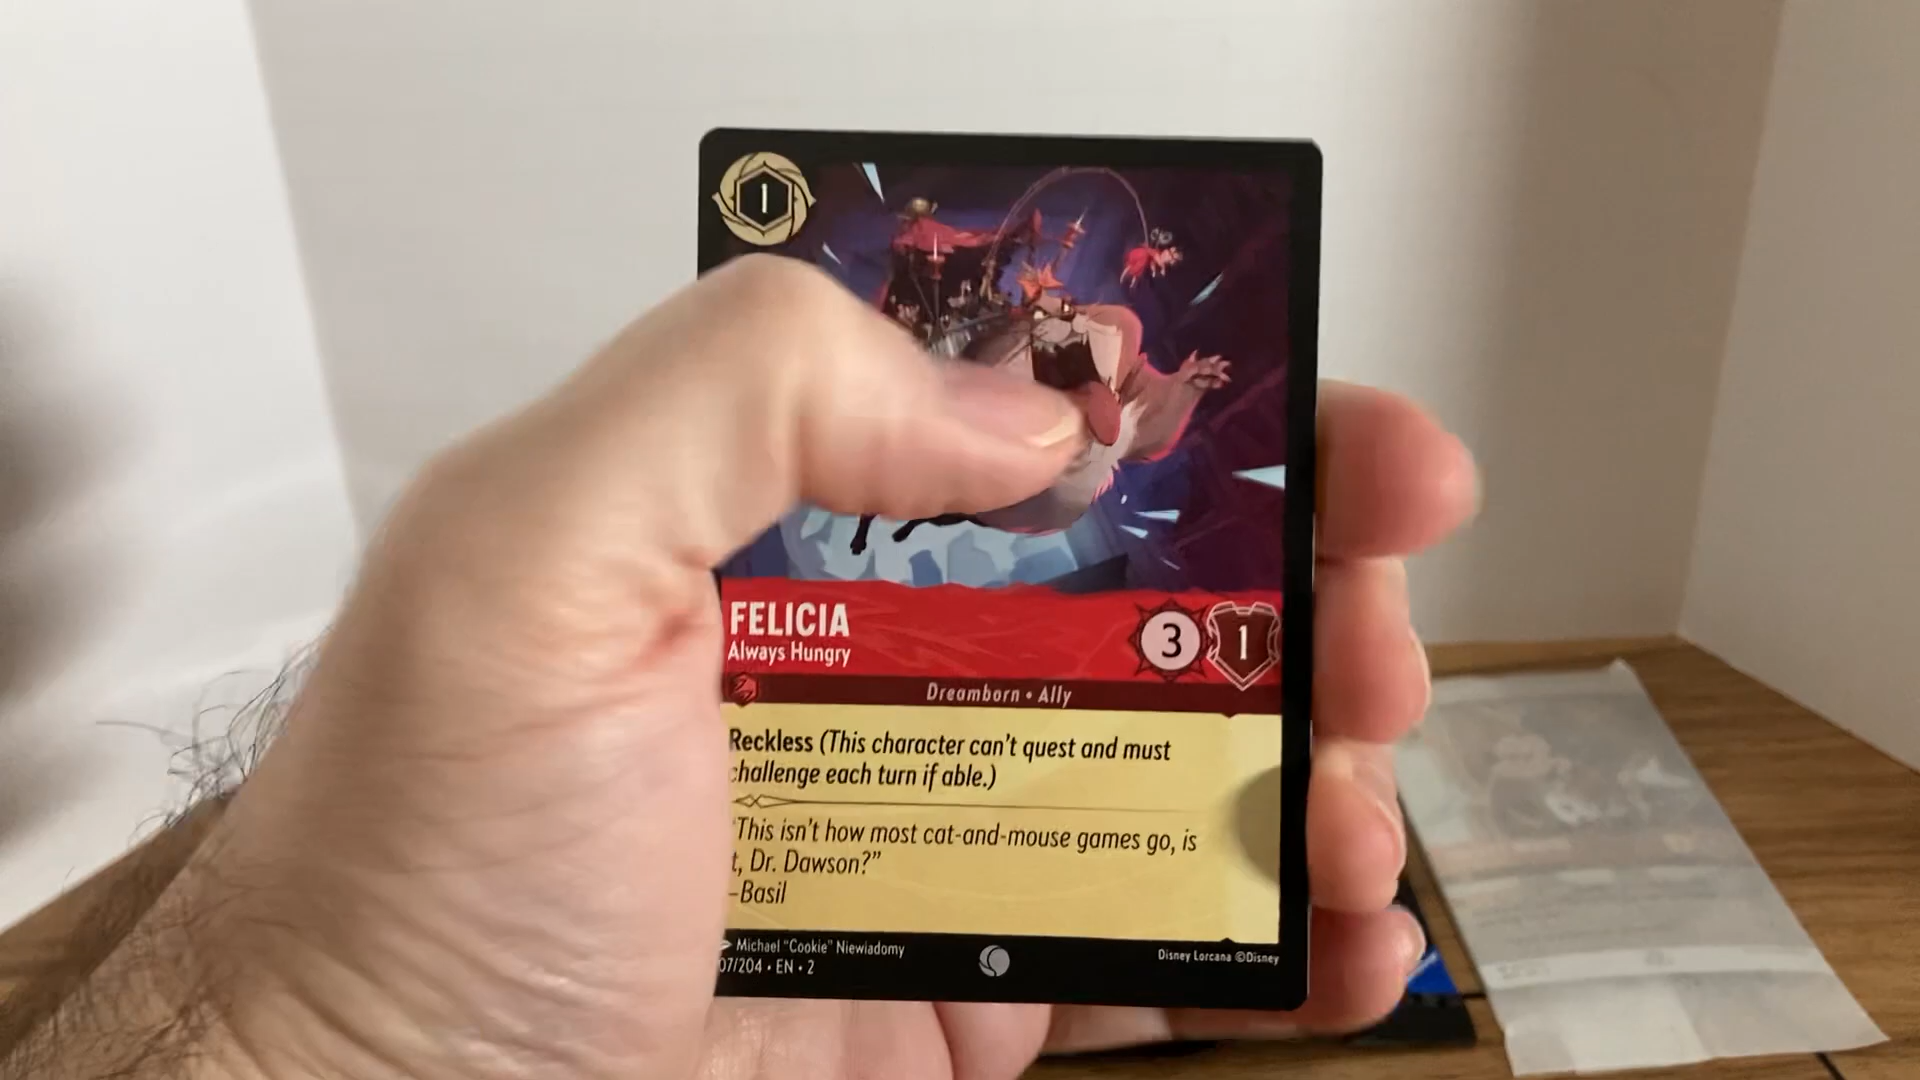 1
FELICIA
Always Hungry
3 1
Dreamborn • Ally
Reckless (This character can't quest and must
challenge each turn if able.)
"This isn't how most cat-and-mouse games go, is
t, Dr. Dawson?"
–Basil
Michael "Cookie" Niewiadomy
07/204 • EN • 2
Disney Lorcana ©Disney